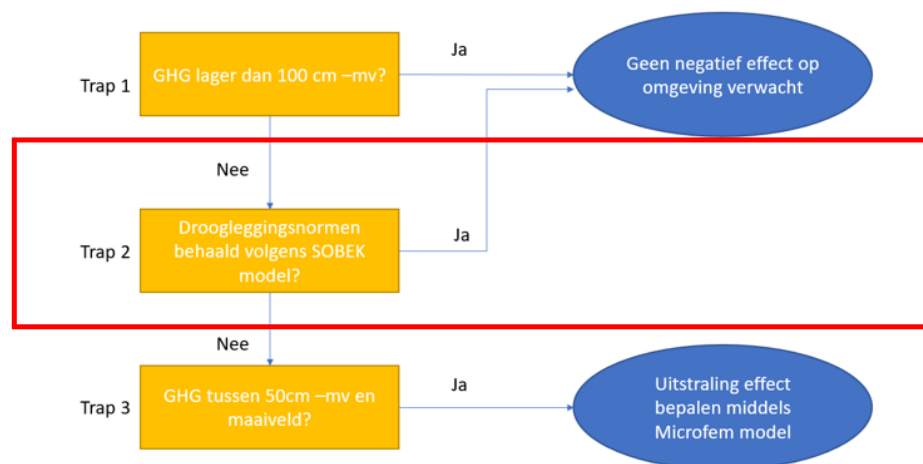 Trap 1
GHG lager dan 100 cm –mv?
Ja
Geen negatief effect op
omgeving verwacht
Nee
Trap 2
Droogleggingsnormen
behaald volgens SOBEK
model?
Ja
Nee
Trap 3
GHG tussen 50cm –mv en
maaiveld?
Ja
Uitstraling effect
bepalen middels
Microfem model